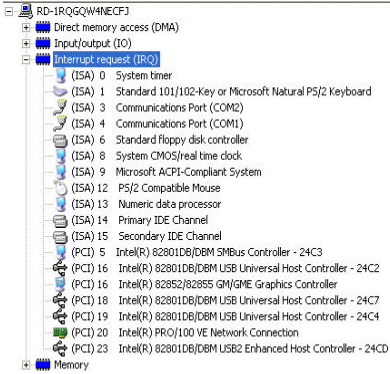 RD-1RQGQW4NECFJ
Direct memory access (DMA)
Input/output (IO)
Interrupt request (IRQ)
(ISA) 0 System timer
(ISA) 1 Standard 101/102-Key or Microsoft Natural PS/2 Keyboard
(ISA) 3 Communications Port (COM2)
(ISA) 4 Communications Port (COM1)
(ISA) 6 Standard floppy disk controller
(ISA) 8 System CMOS/real time clock
(ISA) 9 Microsoft ACPI-Compliant System
(ISA) 12 PS/2 Compatible Mouse
(ISA) 13 Numeric data processor
(ISA) 14 Primary IDE Channel
(ISA) 15 Secondary IDE Channel
(PCI) 5 Intel(R) 82801DB/DBM SMBus Controller - 24C3
(PCI) 16 Intel(R) 82801DB/DBM USB Universal Host Controller - 24C2
(PCI) 16 Intel(R) 82852/82855 GM/GME Graphics Controller
(PCI) 18 Intel(R) 82801DB/DBM USB Universal Host Controller - 24C7
(PCI) 19 Intel(R) 82801DB/DBM USB Universal Host Controller - 24C4
(PCI) 20 Intel(R) PRO/100 VE Network Connection
(PCI) 23 Intel(R) 82801DB/DBM USB2 Enhanced Host Controller - 24CD
Memory